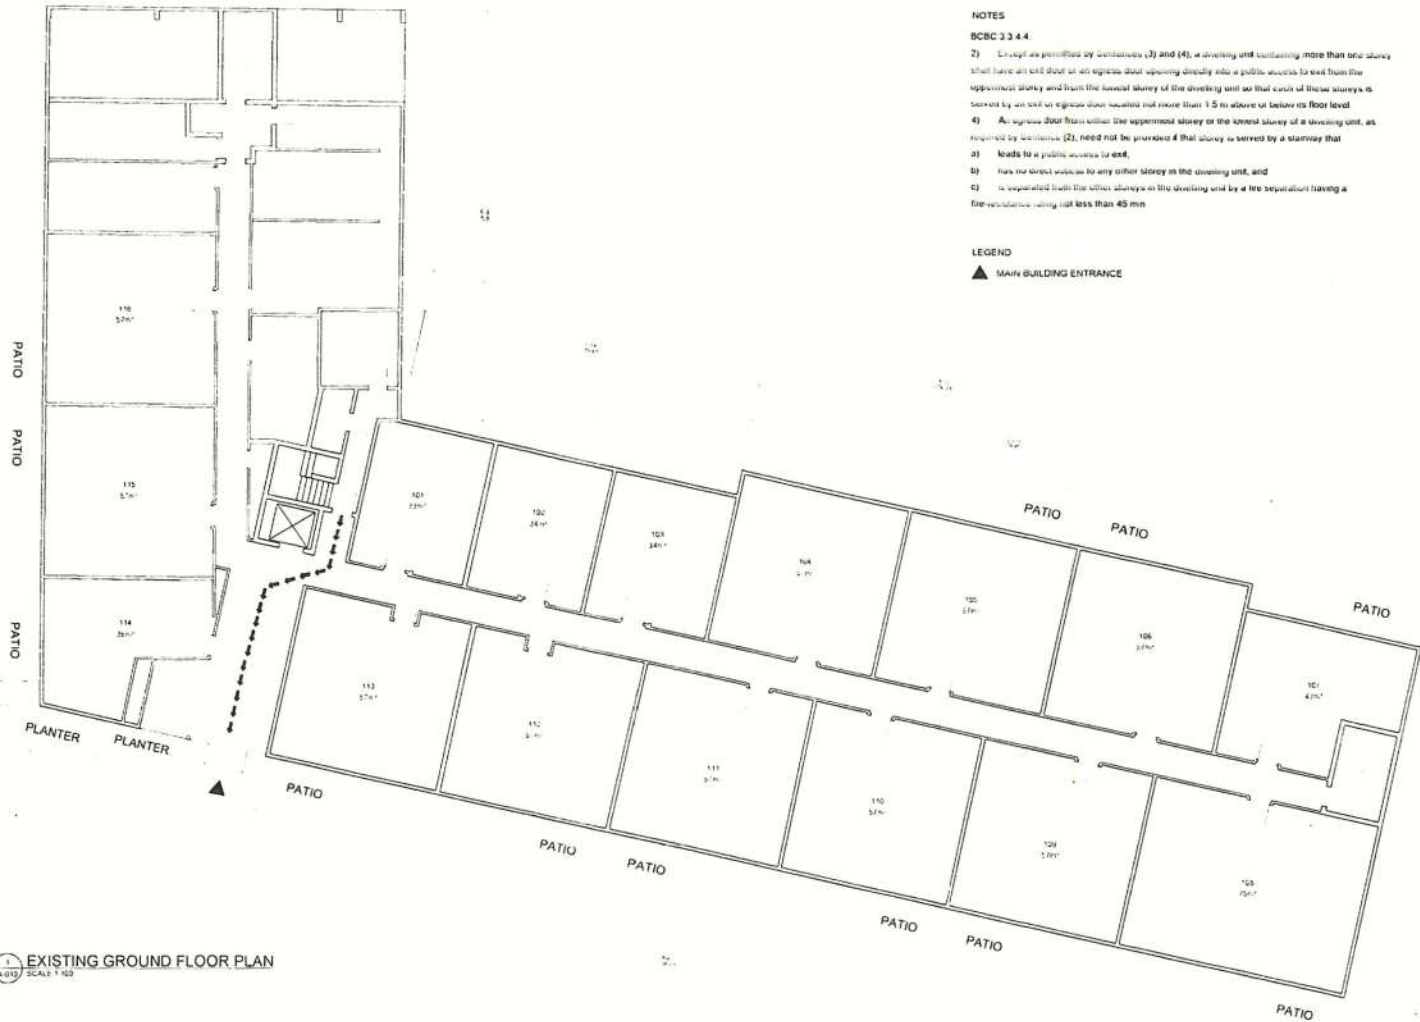 NOTES
BCBC 3.3.4.4.
2) Except as permitted by Sentences (3) and (4), a dwelling unit containing more than one storey
shall have an exit door or an egress door opening directly into a public access to exit from the
uppermost storey and from the lowest storey of the dwelling unit so that each of these storeys is
served by an exit or egress door located not more than 1.5 m above or below its floor level
4) An egress door from either the uppermost storey or the lowest storey of a dwelling unit, as
required by Sentence (2), need not be provided if that storey is served by a stairway that
a) leads to a public access to exit,
b) has no direct access to any other storey in the dwelling unit, and
c) is separated from the other storeys in the dwelling unit by a fire separation having a
fire-resistance rating not less than 45 min
LEGEND
MAIN BUILDING ENTRANCE
116
57m²
PATIO
PATIO
115
57m²
114
PATIO
PLANTER
PLANTER
101
33m²
102
34m²
103
34m²
104
105
57m²
106
57m²
107
PATIO
PATIO
PATIO
113
57m²
112
111
110
57m²
109
57m²
108
75m²
PATIO
PATIO
PATIO
PATIO
PATIO
PATIO
1
EXISTING GROUND FLOOR PLAN
SCALE 1:100